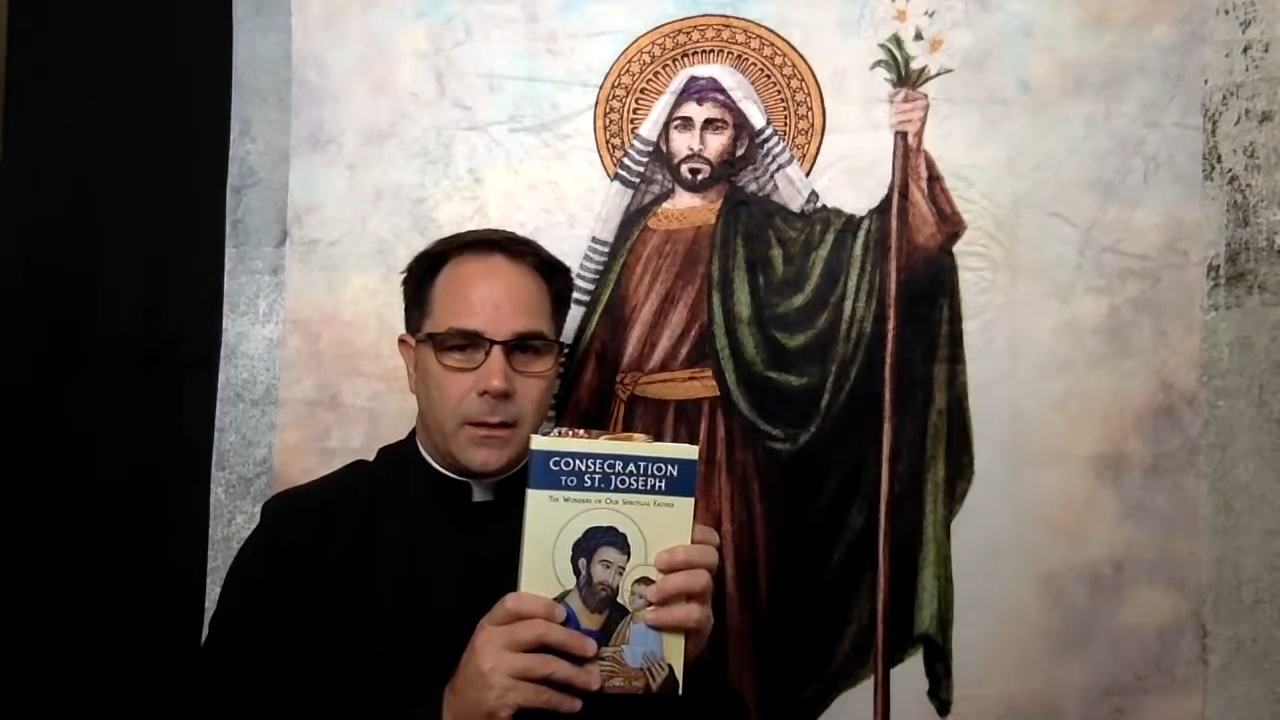 CONSECRATION
TO ST. JOSEPH
THE WONDERS OF OUR SPIRITUAL FATHER